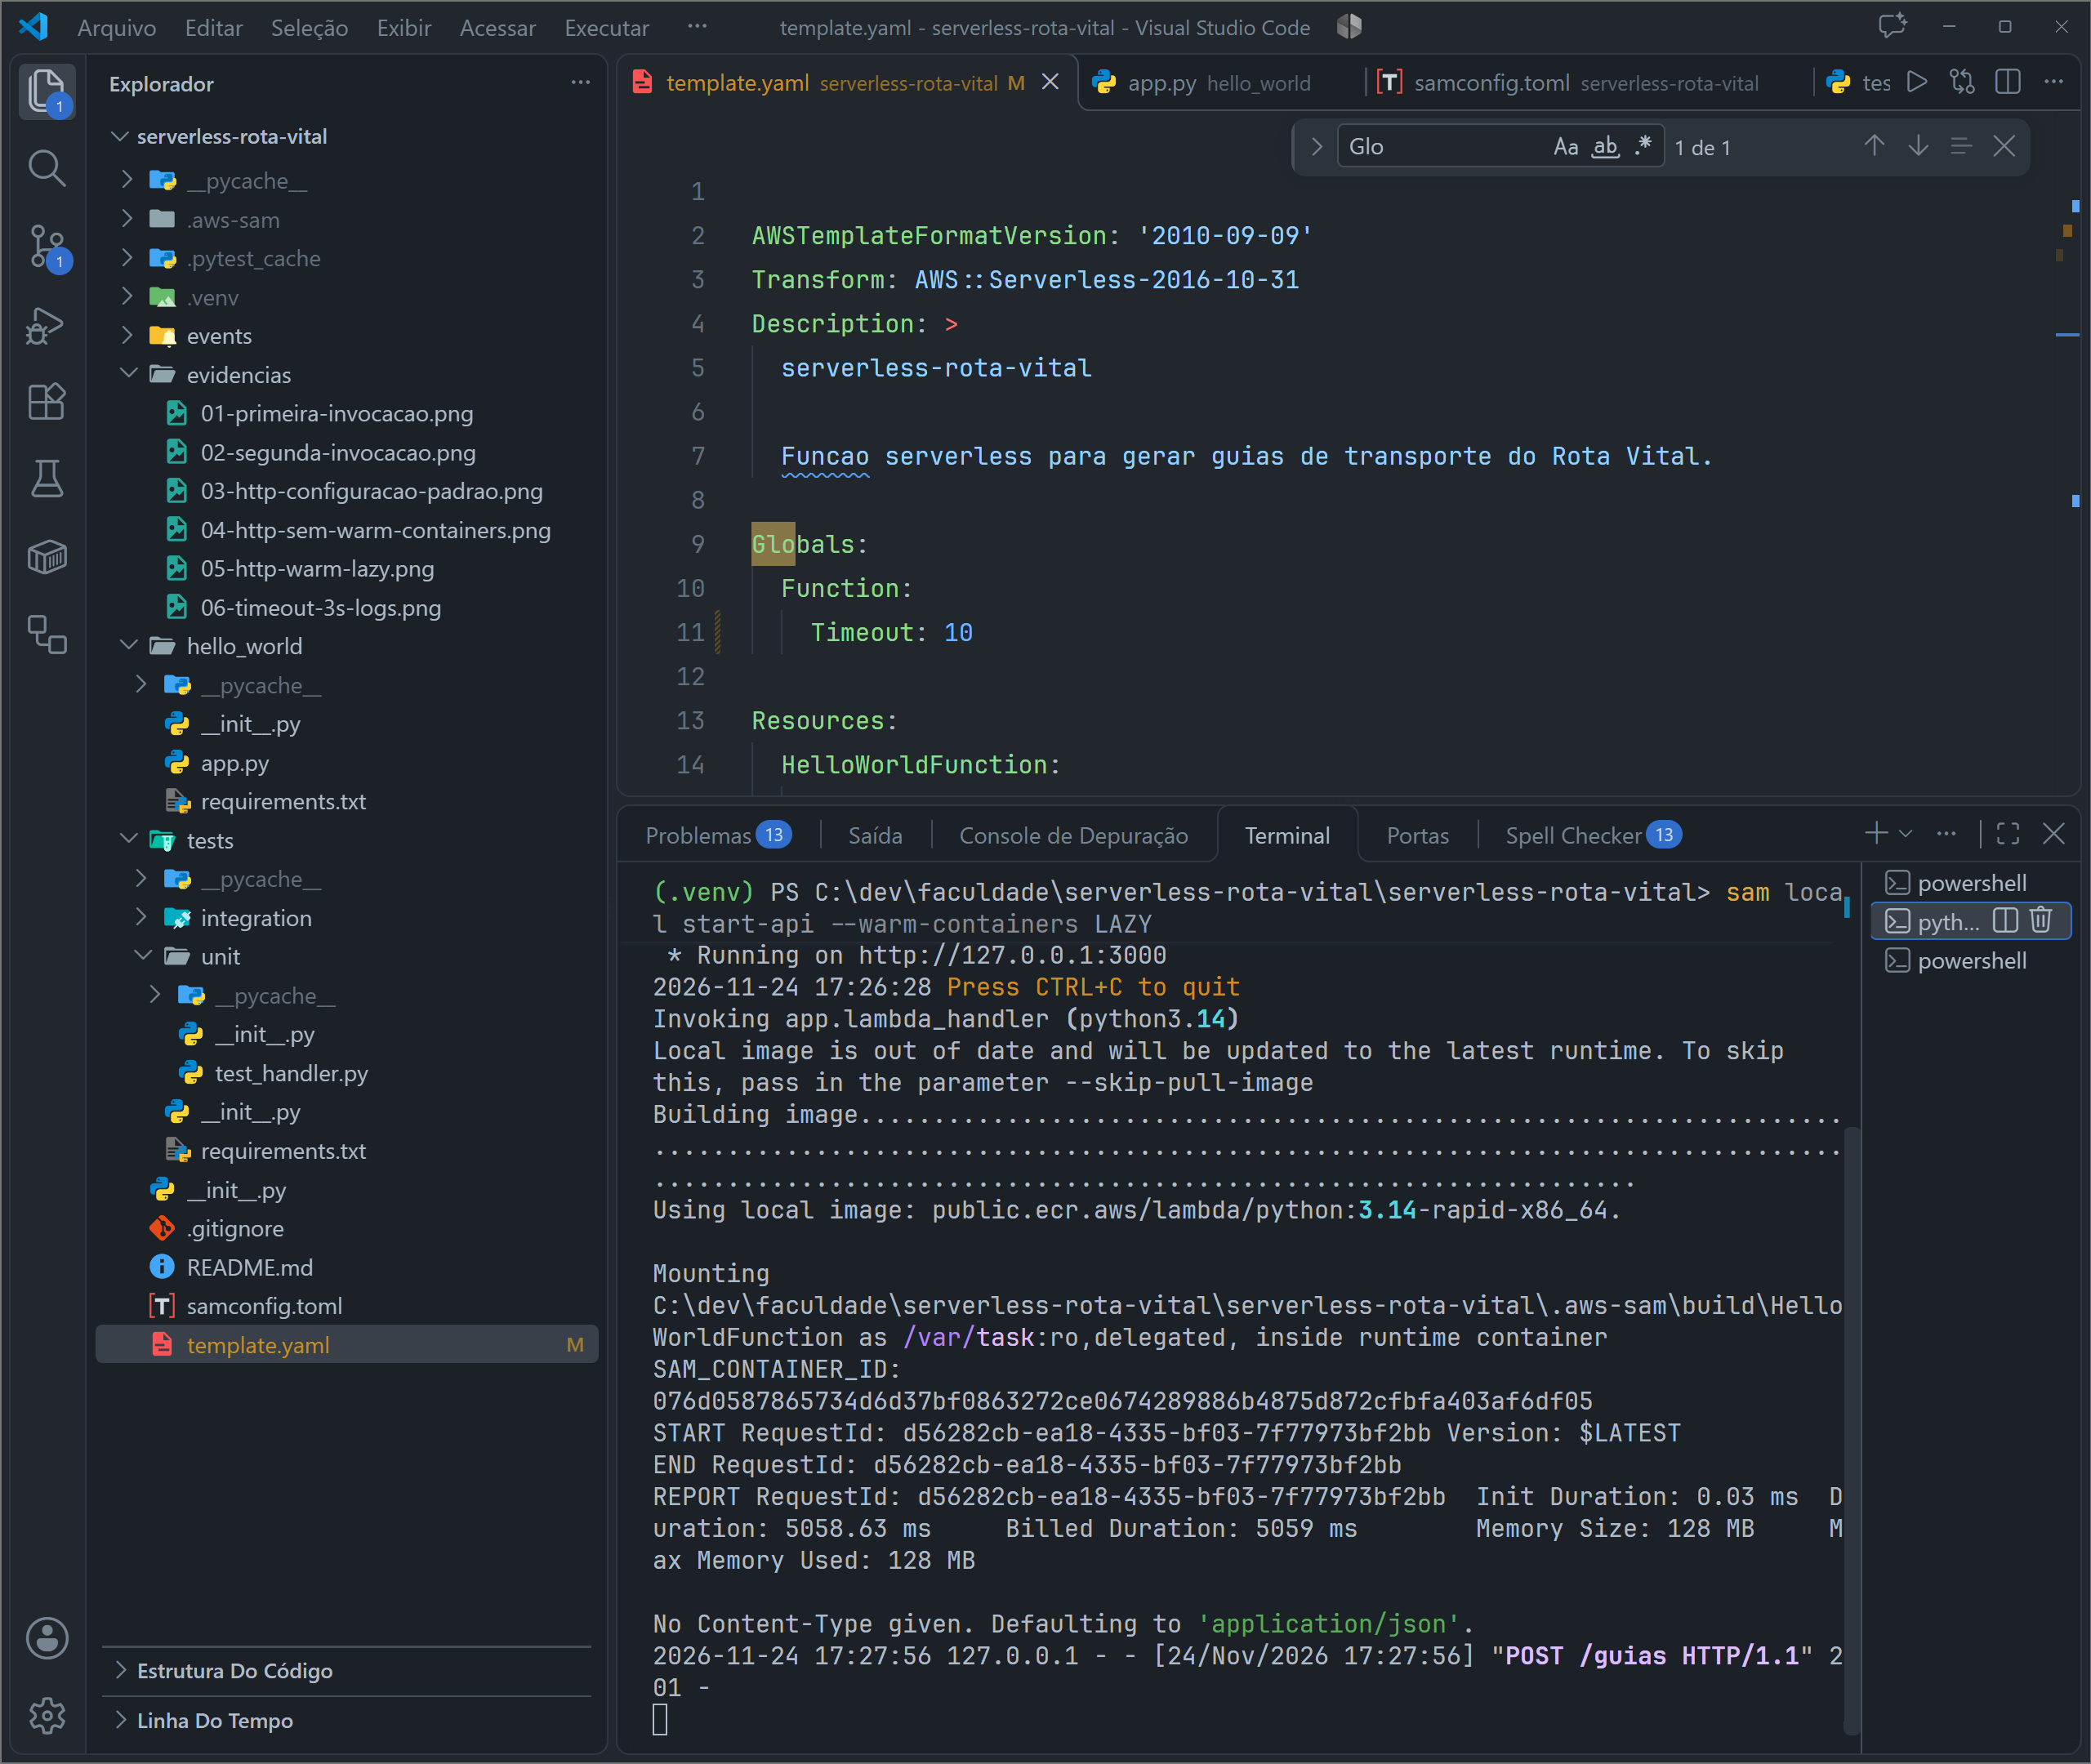 Arquivo Editar Seleção Exibir Acessar Executar ··· template.yaml - serverless-rota-vital - Visual Studio Code
Explorador ···
serverless-rota-vital
__pycache__
.aws-sam
.pytest_cache
.venv
events
evidencias
01-primeira-invocacao.png
02-segunda-invocacao.png
03-http-configuracao-padrao.png
04-http-sem-warm-containers.png
05-http-warm-lazy.png
06-timeout-3s-logs.png
hello_world
__pycache__
__init__.py
app.py
requirements.txt
tests
__pycache__
integration
unit
__pycache__
__init__.py
test_handler.py
__init__.py
requirements.txt
__init__.py
.gitignore
README.md
samconfig.toml
template.yaml M
Estrutura Do Código
Linha Do Tempo
1
1
template.yaml serverless-rota-vital M app.py hello_world samconfig.toml serverless-rota-vital tes
Glo Aa ab .* 1 de 1
1
2 AWSTemplateFormatVersion: '2010-09-09'
3 Transform: AWS::Serverless-2016-10-31
4 Description: >
5 serverless-rota-vital
6
7 Funcao serverless para gerar guias de transporte do Rota Vital.
8
9 Globals:
10 Function:
11 Timeout: 10
12
13 Resources:
14 HelloWorldFunction:
Problemas 13 Saída Console de Depuração Terminal Portas Spell Checker 13
(.venv) PS C:\dev\faculdade\serverless-rota-vital\serverless-rota-vital> sam loca
l start-api --warm-containers LAZY
* Running on http://127.0.0.1:3000
2026-11-24 17:26:28 Press CTRL+C to quit
Invoking app.lambda_handler (python3.14)
Local image is out of date and will be updated to the latest runtime. To skip
this, pass in the parameter --skip-pull-image
Building image...................................................................
.................................................................................
...................................................................
Using local image: public.ecr.aws/lambda/python:3.14-rapid-x86_64.
Mounting
C:\dev\faculdade\serverless-rota-vital\serverless-rota-vital\.aws-sam\build\Hello
WorldFunction as /var/task:ro,delegated, inside runtime container
SAM_CONTAINER_ID:
076d0587865734d6d37bf0863272ce0674289886b4875d872cfbfa403af6df05
START RequestId: d56282cb-ea18-4335-bf03-7f77973bf2bb Version: $LATEST
END RequestId: d56282cb-ea18-4335-bf03-7f77973bf2bb
REPORT RequestId: d56282cb-ea18-4335-bf03-7f77973bf2bb Init Duration: 0.03 ms D
uration: 5058.63 ms Billed Duration: 5059 ms Memory Size: 128 MB M
ax Memory Used: 128 MB
No Content-Type given. Defaulting to 'application/json'.
2026-11-24 17:27:56 127.0.0.1 - - [24/Nov/2026 17:27:56] "POST /guias HTTP/1.1" 2
01 -
powershell
pyth...
powershell